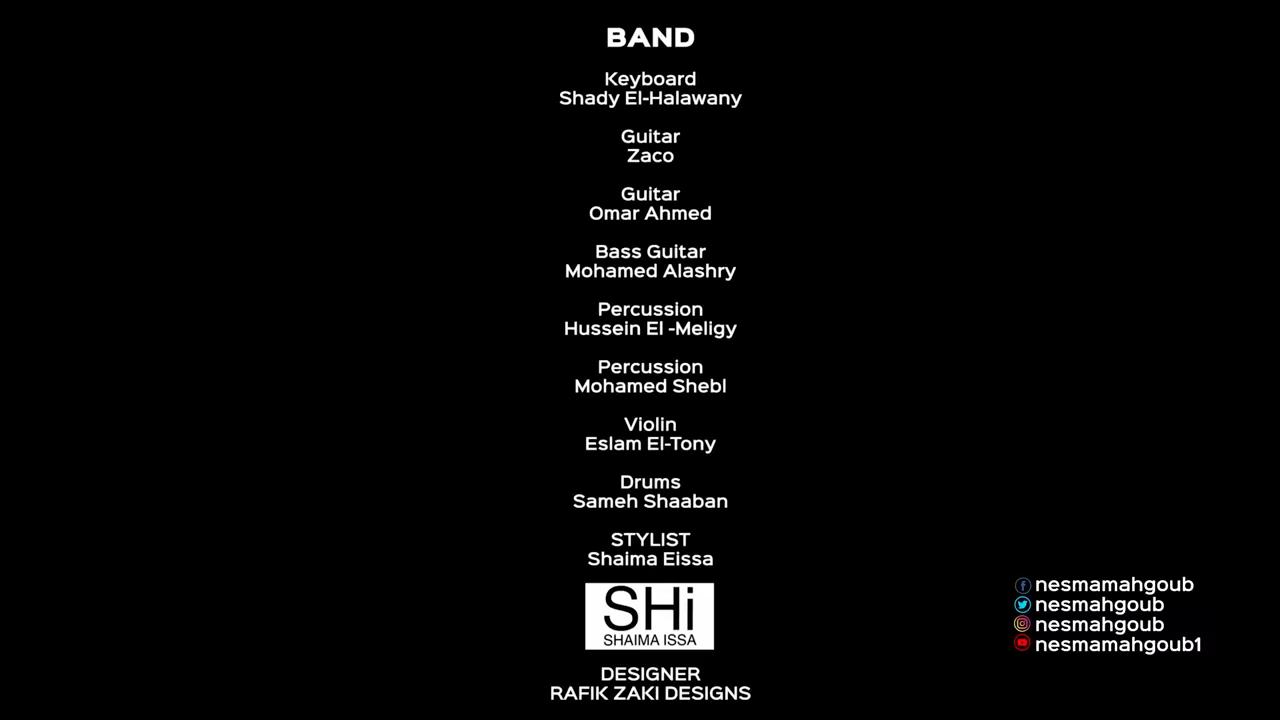 BAND
Keyboard
Shady El-Halawany
Guitar
Zaco
Guitar
Omar Ahmed
Bass Guitar
Mohamed Alashry
Percussion
Hussein El -Meligy
Percussion
Mohamed Shebl
Violin
Eslam El-Tony
Drums
Sameh Shaaban
STYLIST
Shaima Eissa
SHi
SHAIMA ISSA
DESIGNER
RAFIK ZAKI DESIGNS
nesmamahgoub
nesmahgoub
nesmahgoub
nesmamahgoub1